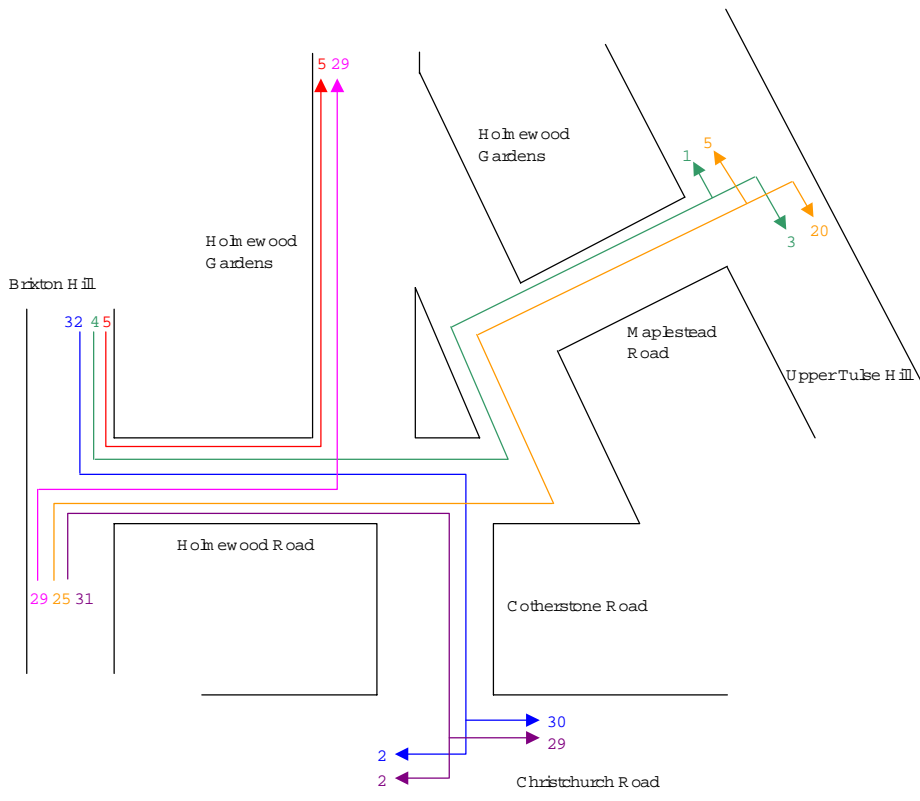 5 29
Holmewood
Gardens
5
1
3
20
Holmewood
Gardens
Brixton Hill
32 4 5
Maplestead
Road
Upper Tulse Hill
Holmewood Road
29 25 31
Cotherstone Road
30
29
2
2
Christchurch Road